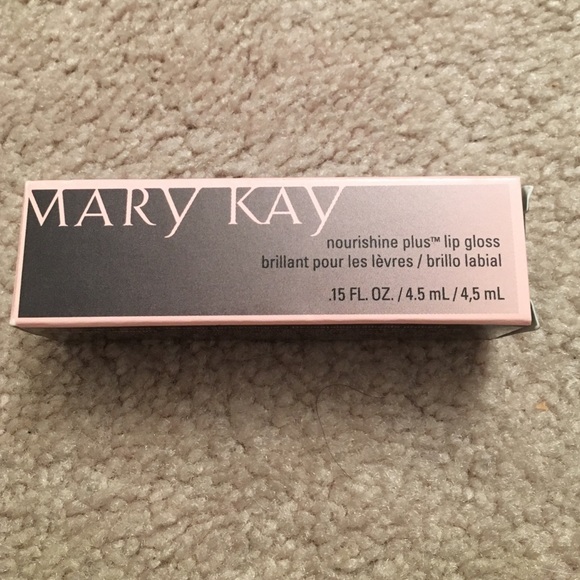 MARY KAY
nourishine plus™ lip gloss
brillant pour les lèvres / brillo labial
.15 FL. OZ. / 4.5 mL / 4,5 mL